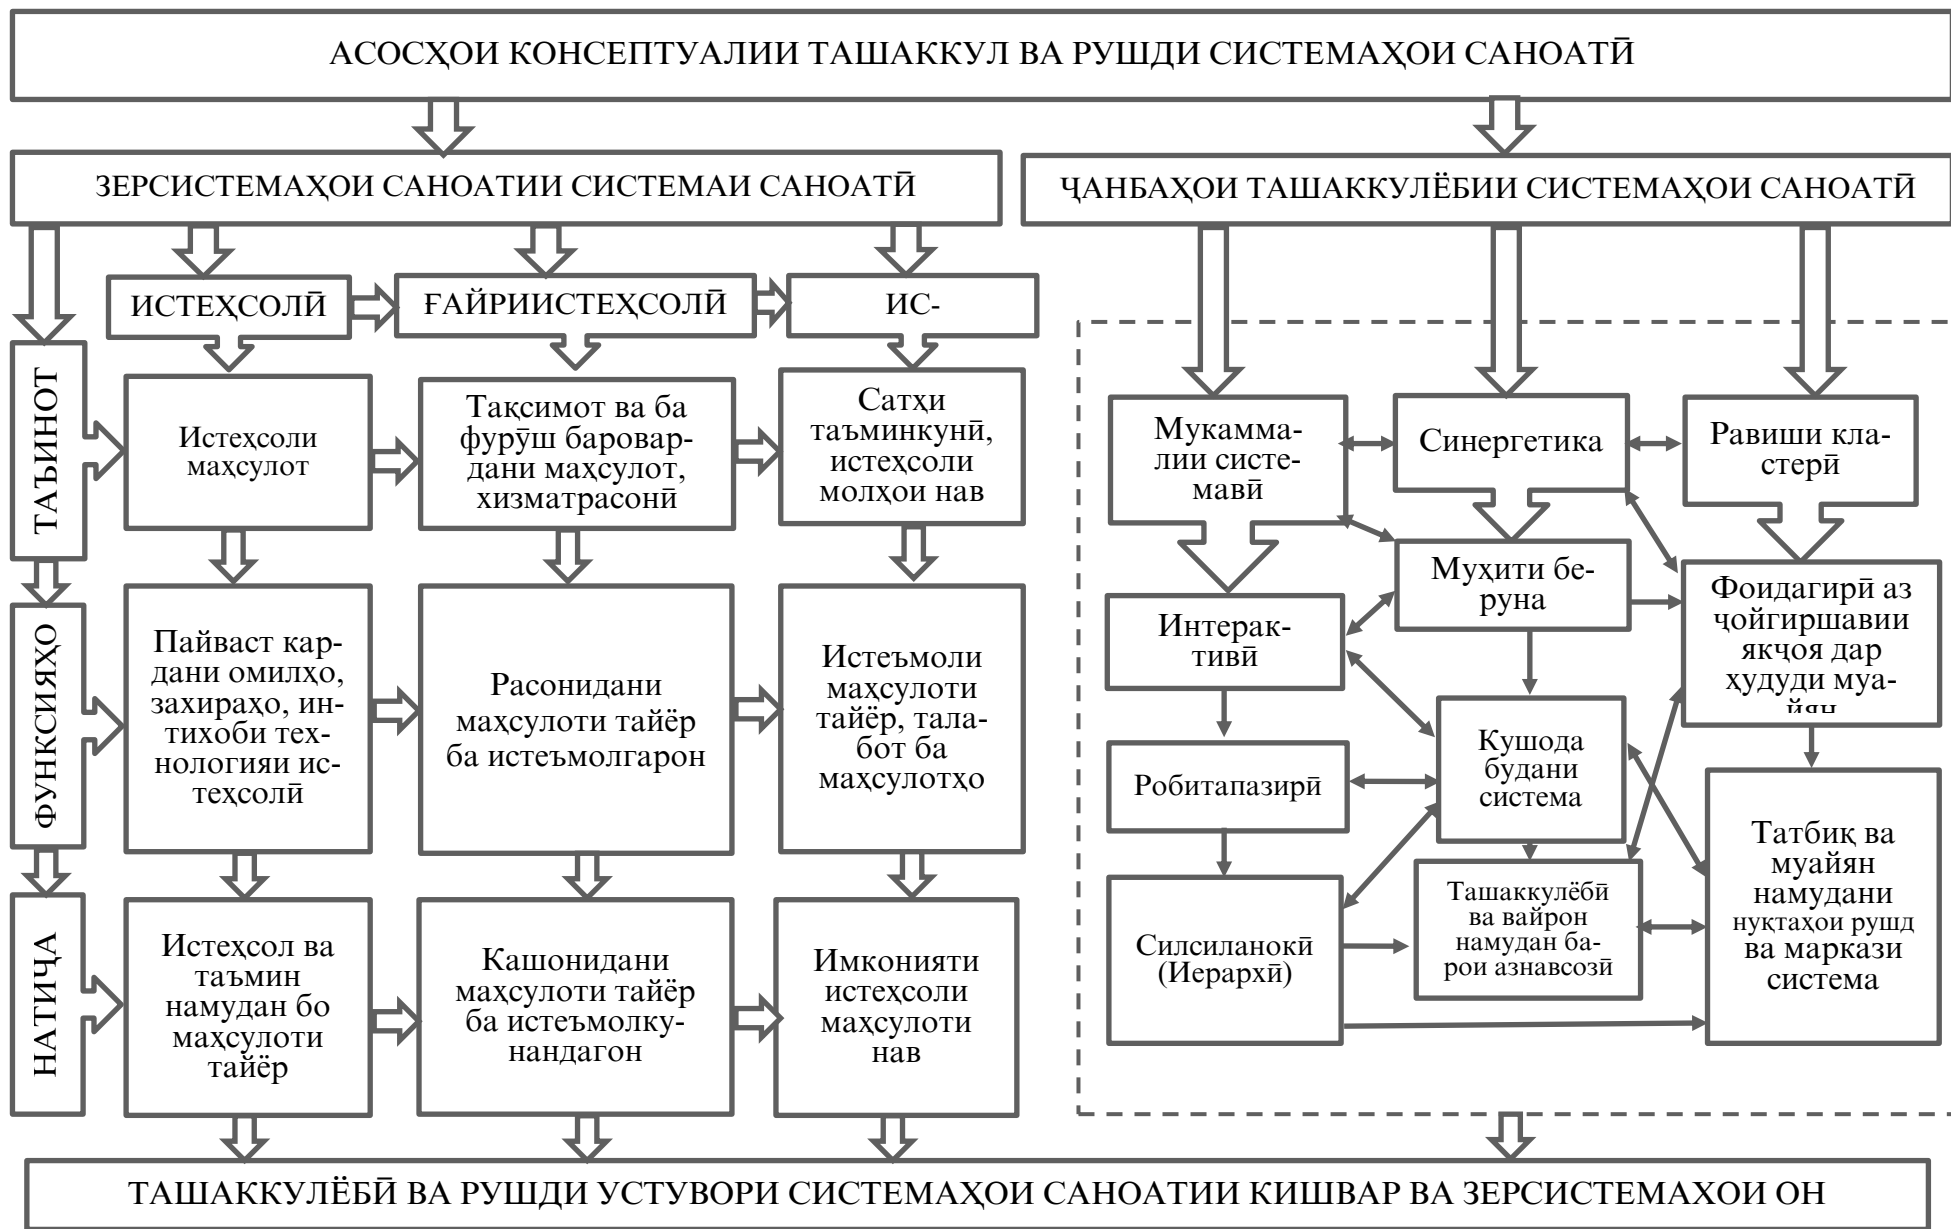 АСОСҲОИ КОНСЕПТУАЛИИ ТАШАККУЛ ВА РУШДИ СИСТЕМАҲОИ САНОАТӢ
ЗЕРСИСТЕМАҲОИ САНОАТИИ СИСТЕМАИ САНОАТӢ
ҶАНБАҲОИ ТАШАККУЛЁБИИ СИСТЕМАҲОИ САНОАТӢ
ИСТЕҲСОЛӢ
ҒАЙРИИСТЕҲСОЛӢ
ИС-
ТАЪИНОТ
Истеҳсоли
маҳсулот
Тақсимот ва ба
фурӯш баровар-
дани маҳсулот,
хизматрасонӣ
Сатҳи
таъминкунӣ,
истеҳсоли
молҳои нав
ФУНКСИЯҲО
Пайваст кар-
дани омилҳо,
захираҳо, ин-
тихоби тех-
нологияи ис-
теҳсолӣ
Расонидани
маҳсулоти тайёр
ба истеъмолгарон
Истеъмоли
маҳсулоти
тайёр, тала-
бот ба
маҳсулотҳо
НАТИҶА
Истеҳсол ва
таъмин
намудан бо
маҳсулоти
тайёр
Кашонидани
маҳсулоти тайёр
ба истеъмолку-
нандагон
Имконияти
истеҳсоли
маҳсулоти
нав
Мукамма-
лии систе-
мавӣ
Синергетика
Равиши кла-
стерӣ
Интерак-
тивӣ
Муҳити бе-
руна
Фоидагирӣ аз
ҷойгиршавии
якҷоя дар
ҳудуди муа-
йян
Робитапазирӣ
Кушода
будани
система
Татбиқ ва
муайян
намудани
нуқтаҳои рушд
ва маркази
система
Силсиланокӣ
(Иерархӣ)
Ташаккулёбӣ
ва вайрон
намудан ба-
рои азнавсозӣ
ТАШАККУЛЁБӢ ВА РУШДИ УСТУВОРИ СИСТЕМАҲОИ САНОАТИИ КИШВАР ВА ЗЕРСИСТЕМАХОИ ОН